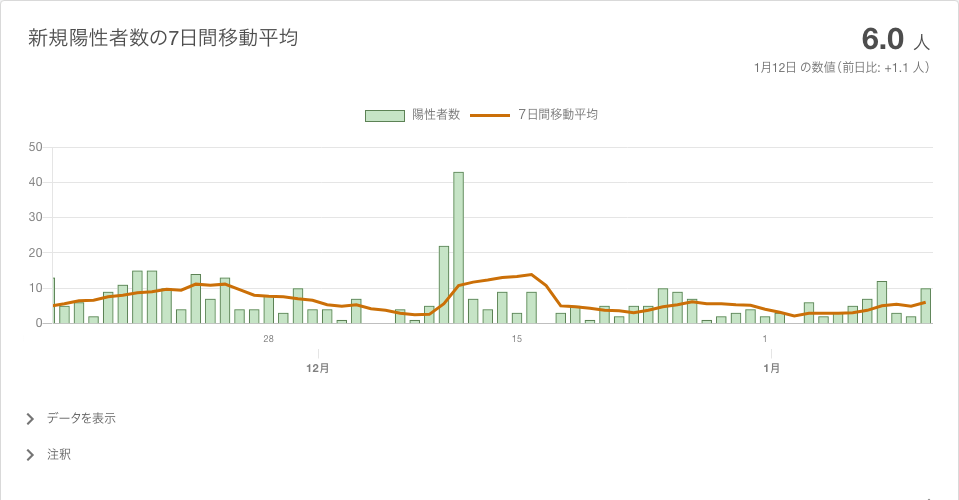 新規陽性者数の7日間移動平均
6.0 人
1月12日 の数値（前日比: +1.1 人）
陽性者数 7日間移動平均
50
40
30
20
10
0
28 15 1
12月 1月
データを表示
注釈